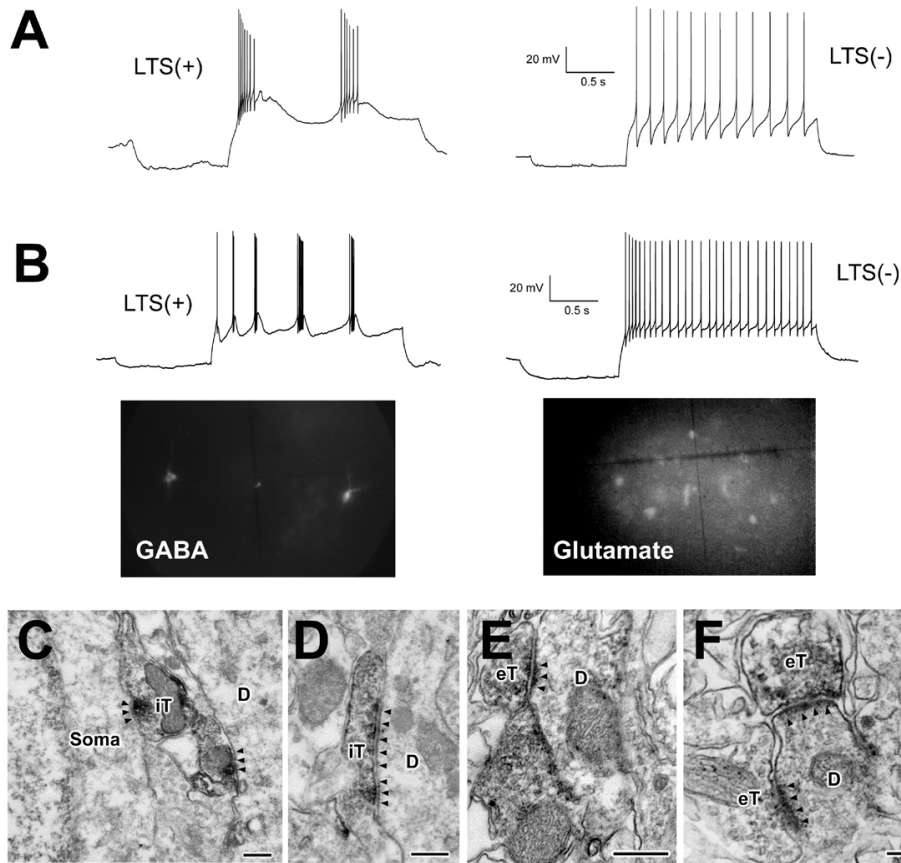 A
LTS(+)
20 mV
0.5 s
LTS(-)
B
LTS(+)
20 mV
0.5 s
LTS(-)
GABA
Glutamate
C
iT
D
Soma
D
iT
D
E
eT
D
F
eT
D
eT